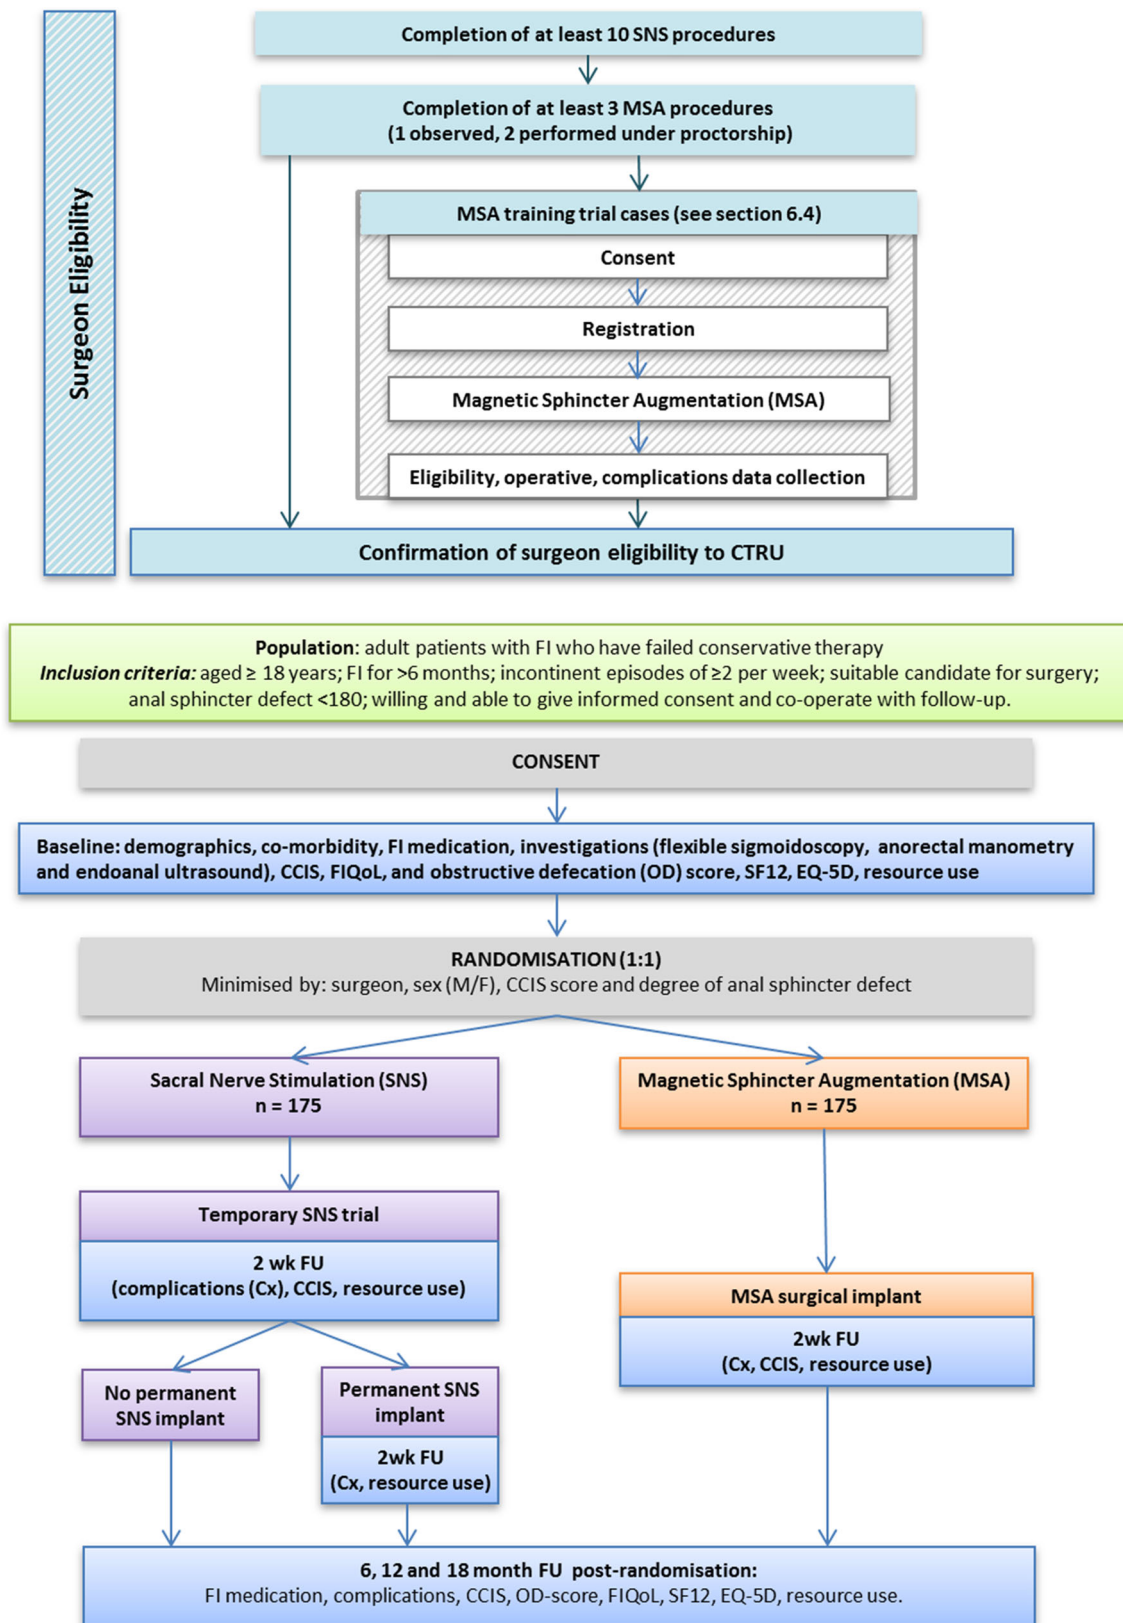 Surgeon Eligibility
Completion of at least 10 SNS procedures
Completion of at least 3 MSA procedures
(1 observed, 2 performed under proctorship)
MSA training trial cases (see section 6.4)
Consent
Registration
Magnetic Sphincter Augmentation (MSA)
Eligibility, operative, complications data collection
Confirmation of surgeon eligibility to CTRU
Population: adult patients with FI who have failed conservative therapy
Inclusion criteria: aged ≥ 18 years; FI for >6 months; incontinent episodes of ≥2 per week; suitable candidate for surgery;
anal sphincter defect <180; willing and able to give informed consent and co-operate with follow-up.
CONSENT
Baseline: demographics, co-morbidity, FI medication, investigations (flexible sigmoidoscopy, anorectal manometry
and endoanal ultrasound), CCIS, FIQoL, and obstructive defecation (OD) score, SF12, EQ-5D, resource use
RANDOMISATION (1:1)
Minimised by: surgeon, sex (M/F), CCIS score and degree of anal sphincter defect
Sacral Nerve Stimulation (SNS)
n = 175
Magnetic Sphincter Augmentation (MSA)
n = 175
Temporary SNS trial
2 wk FU
(complications (Cx), CCIS, resource use)
MSA surgical implant
2wk FU
(Cx, CCIS, resource use)
No permanent
SNS implant
Permanent SNS
implant
2wk FU
(Cx, resource use)
6, 12 and 18 month FU post-randomisation:
FI medication, complications, CCIS, OD-score, FIQoL, SF12, EQ-5D, resource use.